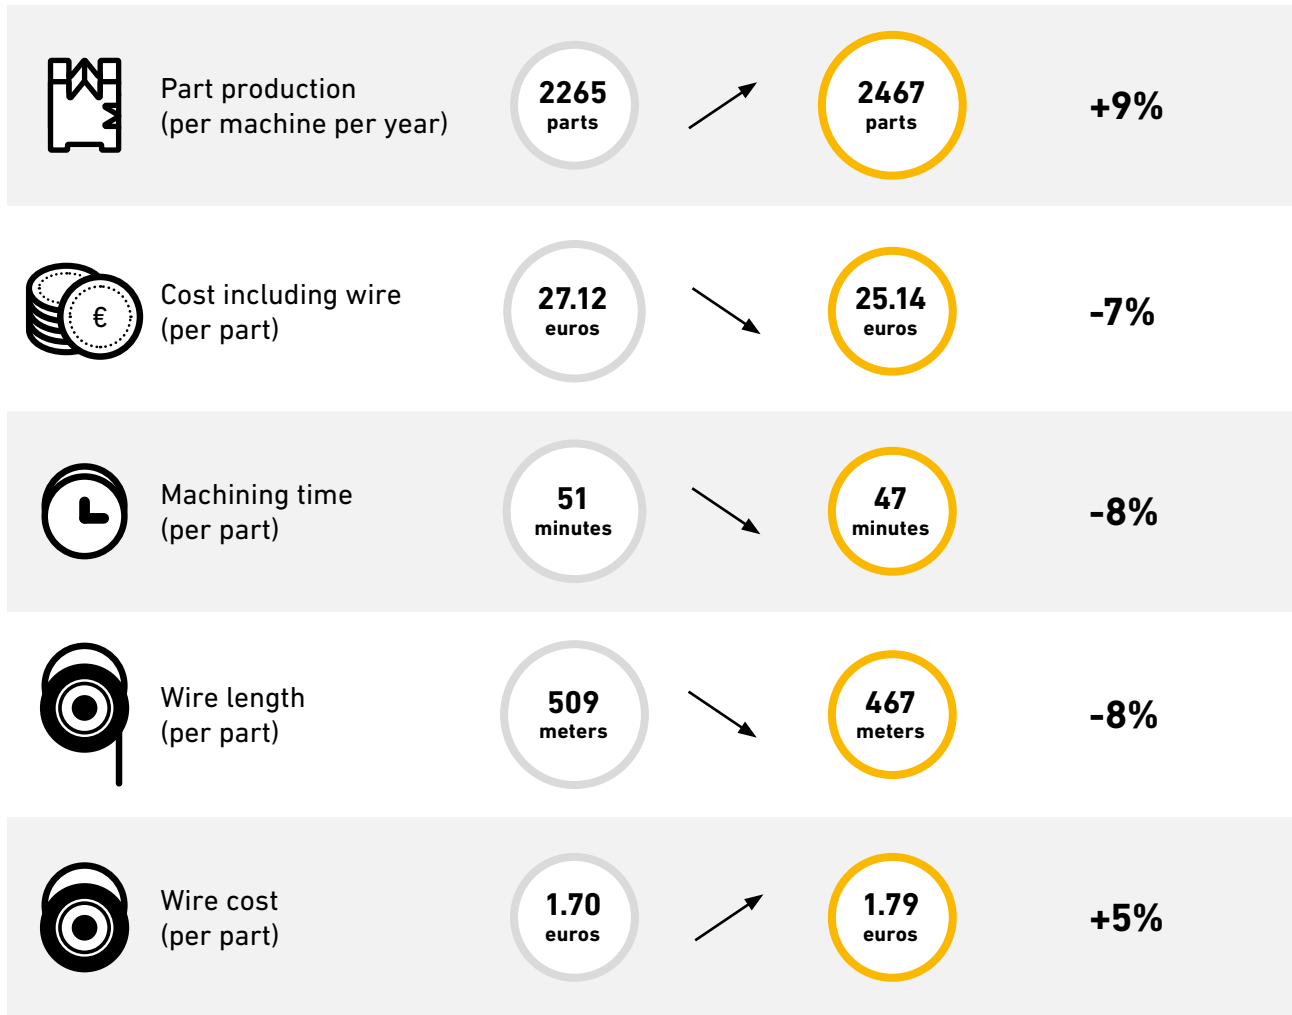 Part production
(per machine per year)
2265
parts
2467
parts
+9%
Cost including wire
(per part)
27.12
euros
25.14
euros
-7%
€
Machining time
(per part)
51
minutes
47
minutes
-8%
Wire length
(per part)
509
meters
467
meters
-8%
Wire cost
(per part)
1.70
euros
1.79
euros
+5%